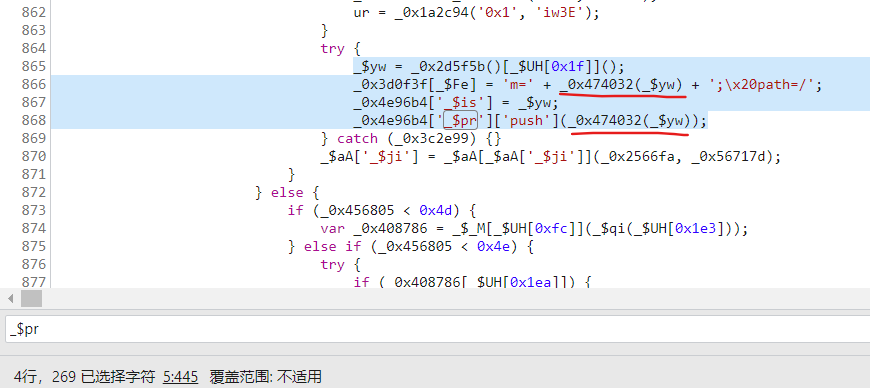 862 ur = _0x1a2c94('0x1', 'iw3E');
863 }
864 try {
865 _$yw = _0x2d5f5b()[_$UH[0x1f]]();
866 _0x3d0f3f[_$Fe] = 'm=' + _0x474032(_$yw) + ';\x20path=/';
867 _0x4e96b4['_$is'] = _$yw;
868 _0x4e96b4['_$pr']['push'](_0x474032(_$yw));
869 } catch (_0x3c2e99) {}
870 _$aA['_$ji'] = _$aA[_$aA['_$ji']](_0x2566fa, _0x56717d);
871 }
872 } else {
873 if (_0x456805 < 0x4d) {
874 var _0x408786 = _$_M[_$UH[0xfc]](_$qi(_$UH[0x1e3]));
875 } else if (_0x456805 < 0x4e) {
876 try {
877 if (_0x408786[_$UH[0x1ea]]) {
_$pr
4行，269 已选择字符 5:445 覆盖范围: 不适用